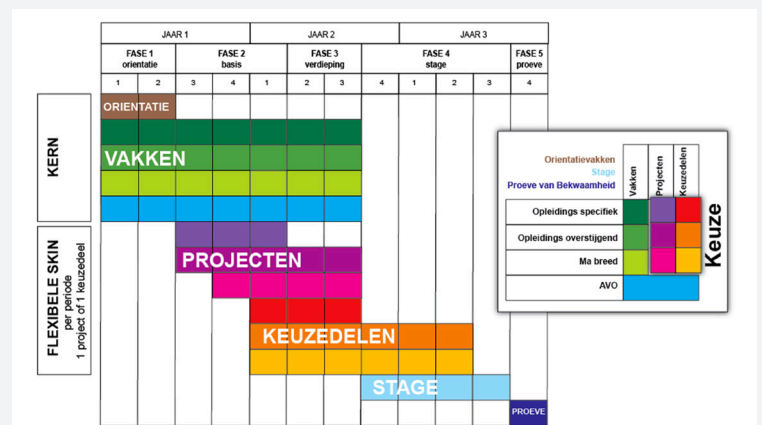 JAAR 1 JAAR 2 JAAR 3
FASE 1 FASE 2 FASE 3 FASE 4 FASE 5
orientatie basis verdieping stage proeve
1 2 3 4 1 2 3 4 1 2 3 4
KERN
ORIENTATIE
VAKKEN
FLEXIBELE SKIN
per periode
1 project of 1 keuzedeel
PROJECTEN
KEUZEDELEN
STAGE
PROEVE
Orientatievakken
Stage
Proeve van Bekwaamheid
Vakken
Projecten
Keuzedelen
Opleidings specifiek
Opleidings overstijgend
Ma breed
AVO
Keuze